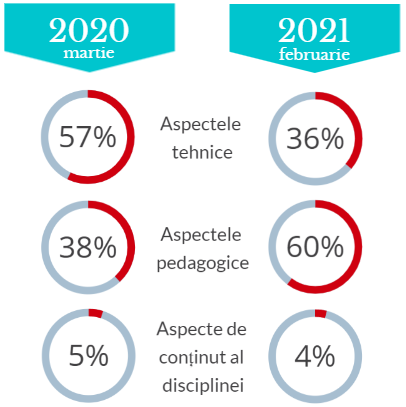 2020
martie
2021
februarie
57%
Aspectele
tehnice
36%
38%
Aspectele
pedagogice
60%
5%
Aspecte de
conținut al
disciplinei
4%